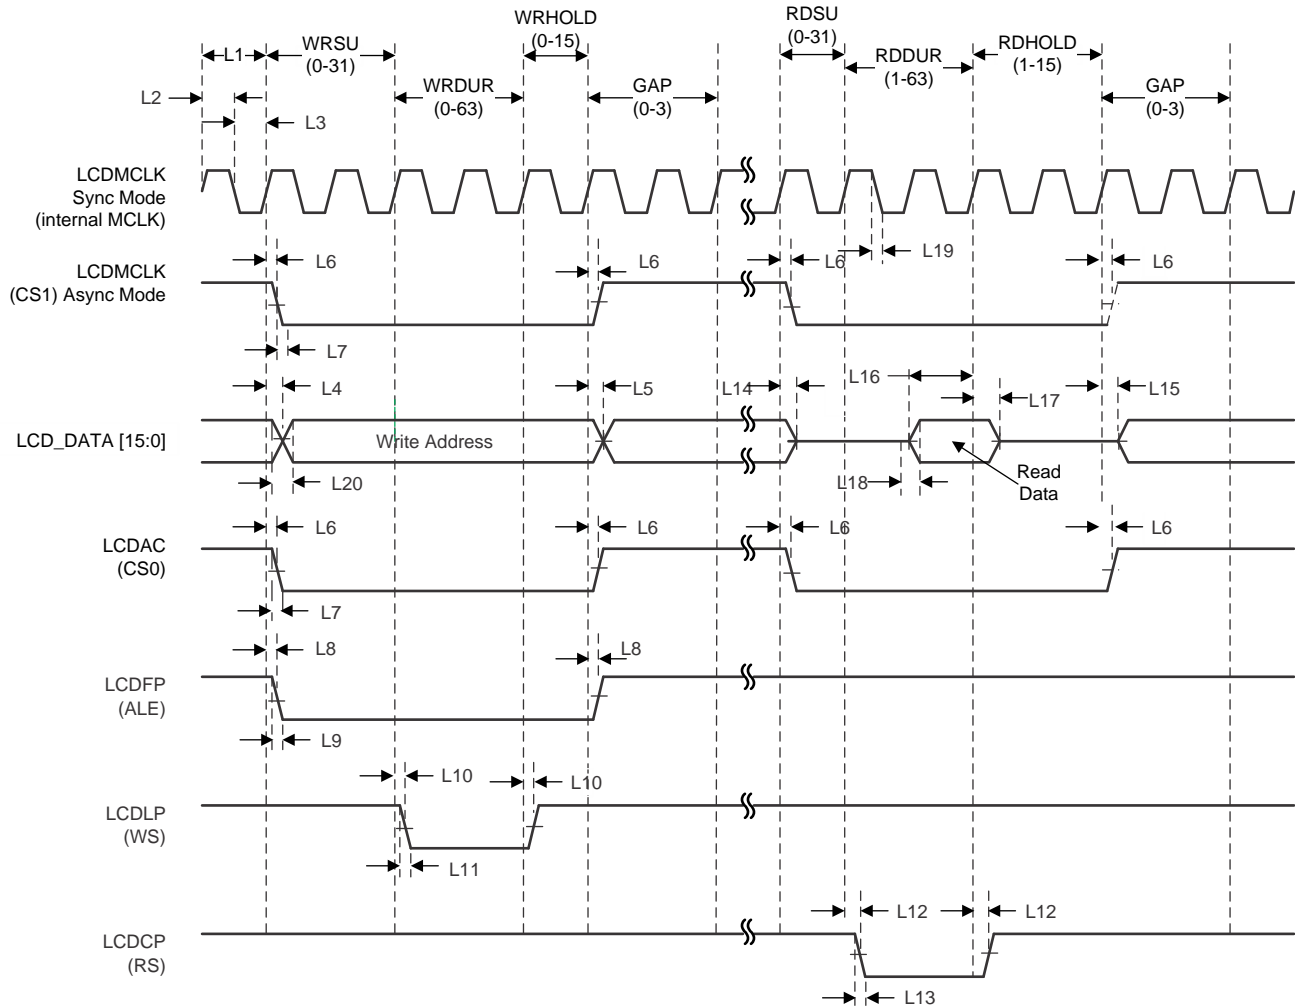 WRHOLD
(0-15)
RDSU
(0-31)
L1
WRSU
(0-31)
RDDUR
(1-63)
RDHOLD
(1-15)
L2
WRDUR
(0-63)
GAP
(0-3)
GAP
(0-3)
L3
LCDMCLK
Sync Mode
(internal MCLK)
L19
L6
L6
L6
L6
LCDMCLK
(CS1) Async Mode
L7
L4
L5
L14
L16
L17
L15
LCD_DATA [15:0]
Write Address
Read
Data
L20
L18
L6
L6
L6
L6
LCDAC
(CS0)
L7
L8
L8
LCDFP
(ALE)
L9
L10
L10
LCDLP
(WS)
L11
L12
L12
LCDCP
(RS)
L13